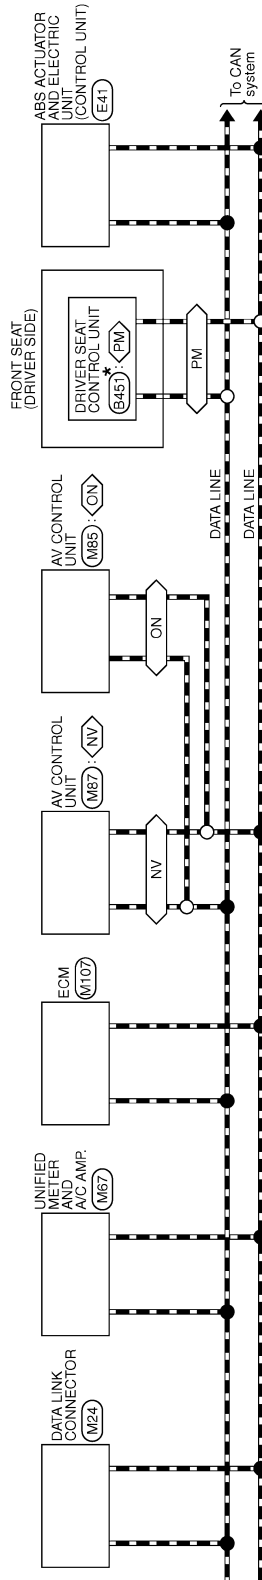 ABS ACTUATOR
AND ELECTRIC
UNIT
(CONTROL UNIT)
E41
To CAN
system
FRONT SEAT
(DRIVER SIDE)
DRIVER SEAT
CONTROL UNIT
*
B451 : PM
PM
DATA LINE
DATA LINE
AV CONTROL
UNIT
M85 : ON
ON
AV CONTROL
UNIT
M87 : NV
NV
ECM
M107
UNIFIED
METER
AND
A/C AMP.
M67
DATA LINK
CONNECTOR
M24